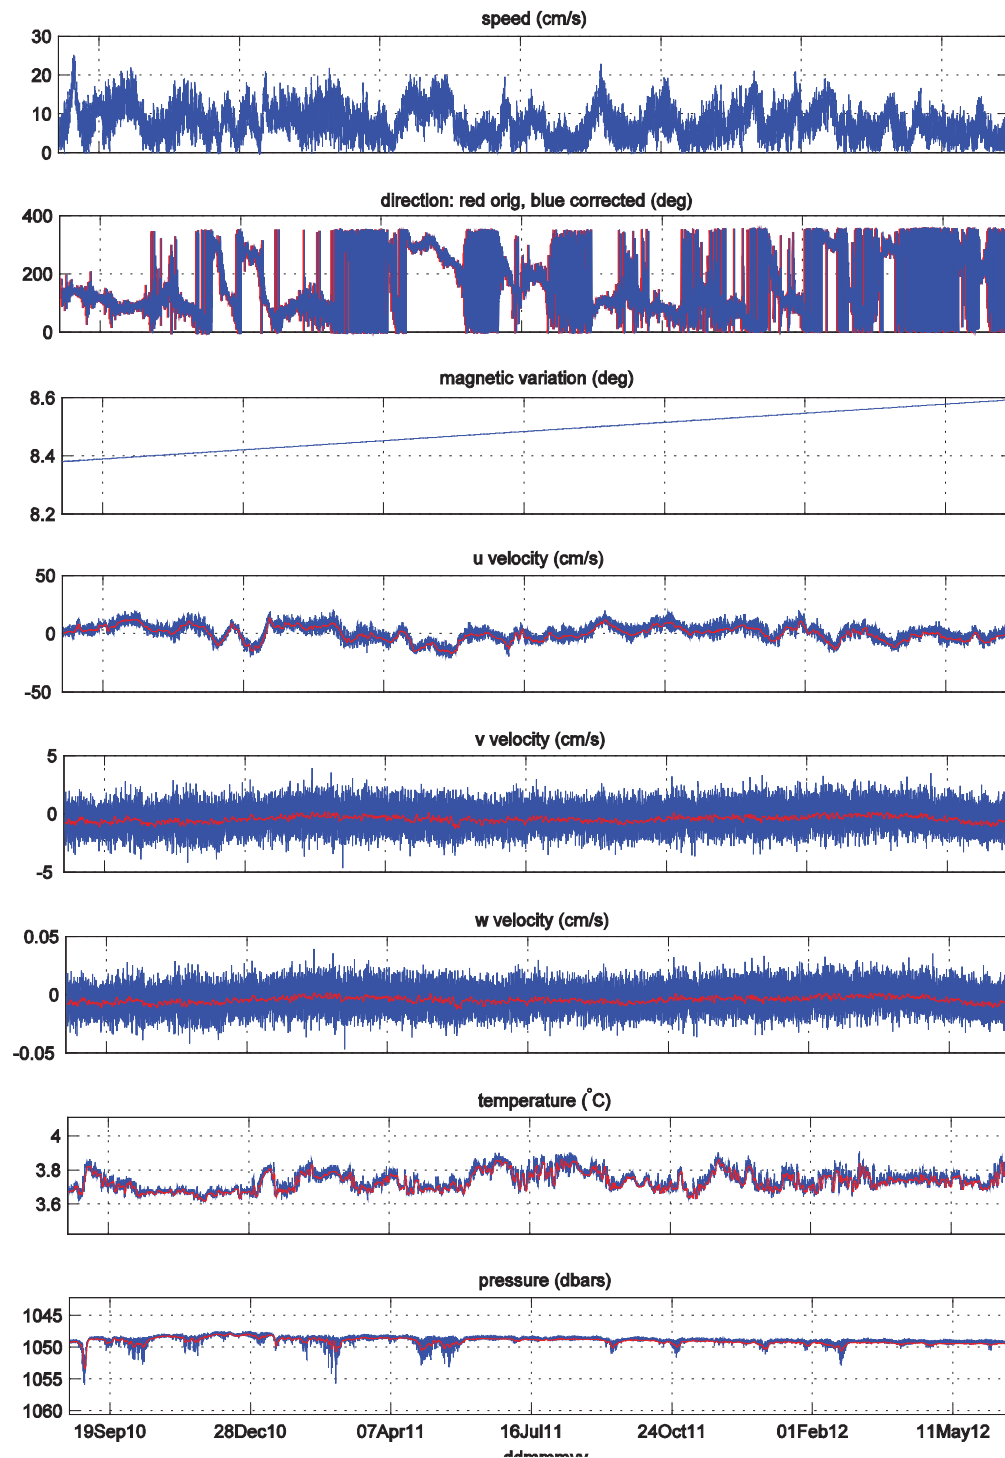 speed (cm/s)
30
20
10
0
direction: red orig, blue corrected (deg)
400
200
0
magnetic variation (deg)
8.6
8.4
8.2
u velocity (cm/s)
50
0
-50
v velocity (cm/s)
5
0
-5
w velocity (cm/s)
0.05
0
-0.05
temperature (°C)
4
3.8
3.6
pressure (dbars)
1045
1050
1055
1060
19Sep10 28Dec10 07Apr11 16Jul11 24Oct11 01Feb12 11May12